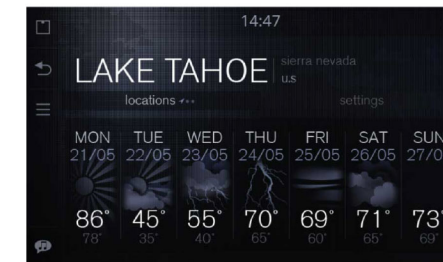 14:47
LAKE TAHOE
sierra nevada
u.s
locations
settings
MON TUE WED THU FRI SAT SUN
21/05 22/05 23/05 24/05 25/05 26/05 27/0
86° 45° 55° 70° 69° 71° 73°
78° 35° 40° 65° 60° 65° 69°